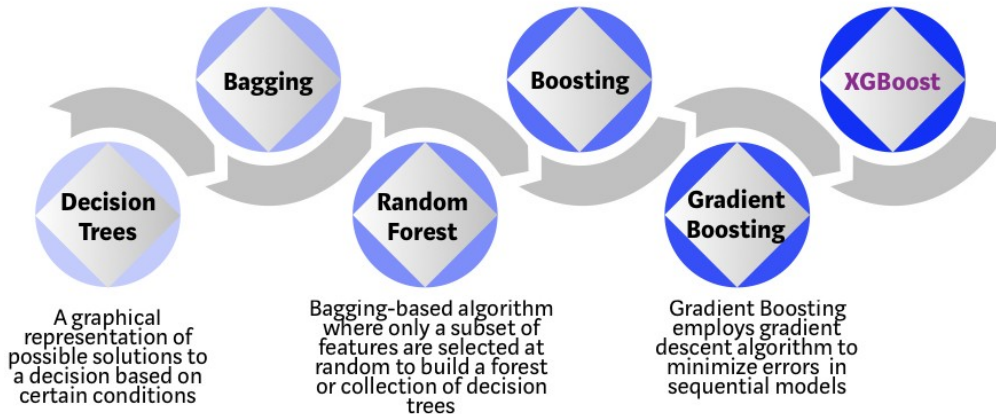 Bagging
Boosting
XGBoost
Decision
Trees
Random
Forest
Gradient
Boosting
A graphical
representation of
possible solutions to
a decision based on
certain conditions
Bagging-based algorithm
where only a subset of
features are selected at
random to build a forest
or collection of decision
trees
Gradient Boosting
employs gradient
descent algorithm to
minimize errors in
sequential models